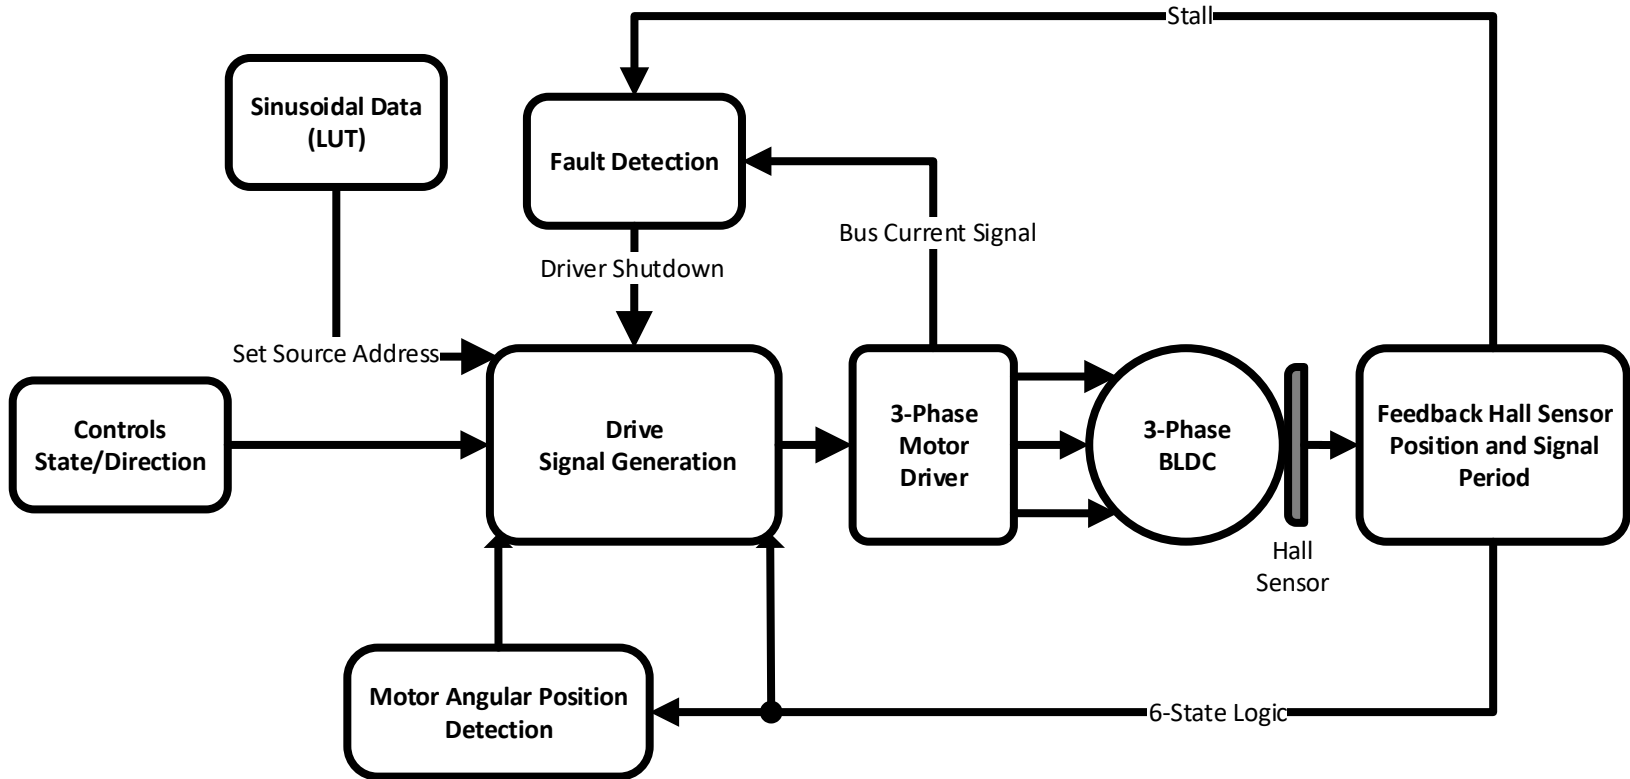 Stall
Sinusoidal Data
(LUT)
Fault Detection
Bus Current Signal
Driver Shutdown
Set Source Address
Controls
State/Direction
Drive
Signal Generation
3-Phase
Motor
Driver
3-Phase
BLDC
Feedback Hall Sensor
Position and Signal
Period
Hall
Sensor
Motor Angular Position
Detection
6-State Logic